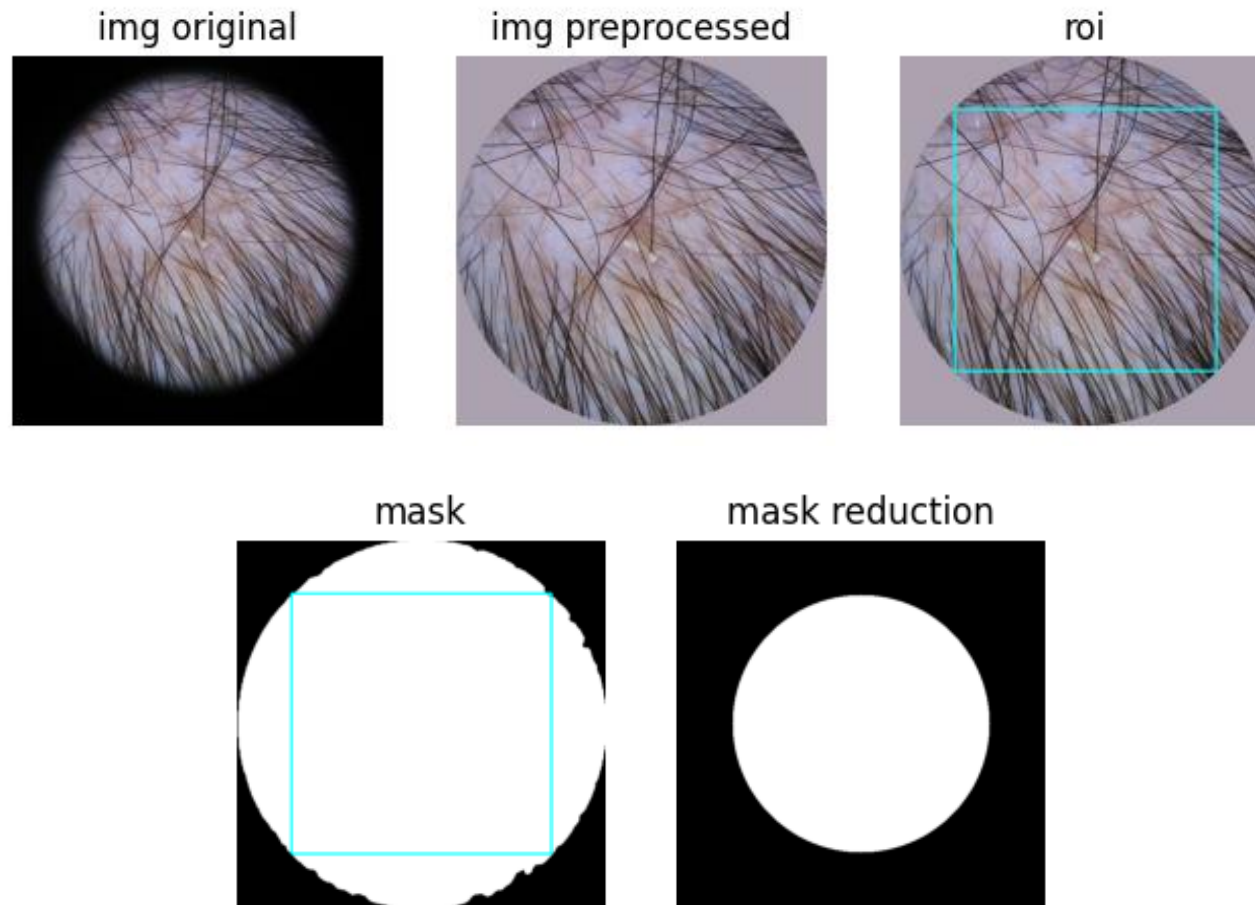 img original
img preprocessed
roi
mask
mask reduction